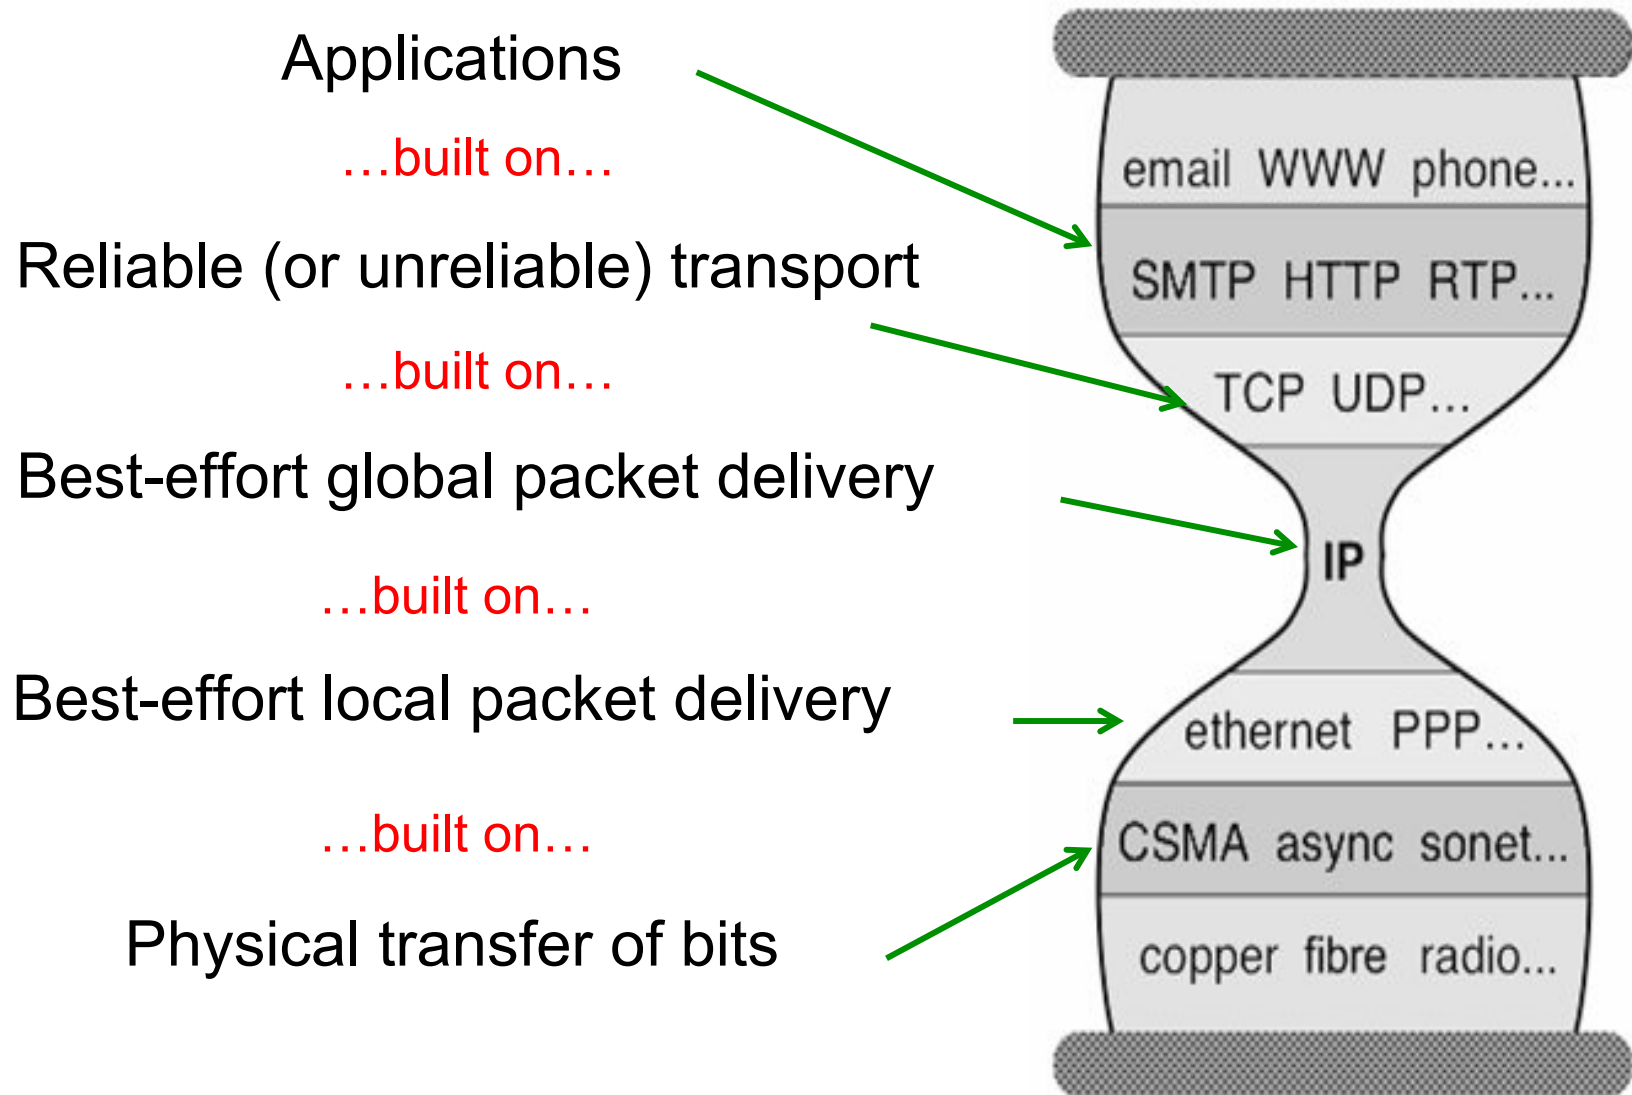 Applications
…built on…
Reliable (or unreliable) transport
…built on…
Best-effort global packet delivery
…built on…
Best-effort local packet delivery
…built on…
Physical transfer of bits
email WWW phone...
SMTP HTTP RTP...
TCP UDP...
IP
ethernet PPP...
CSMA async sonet...
copper fibre radio...